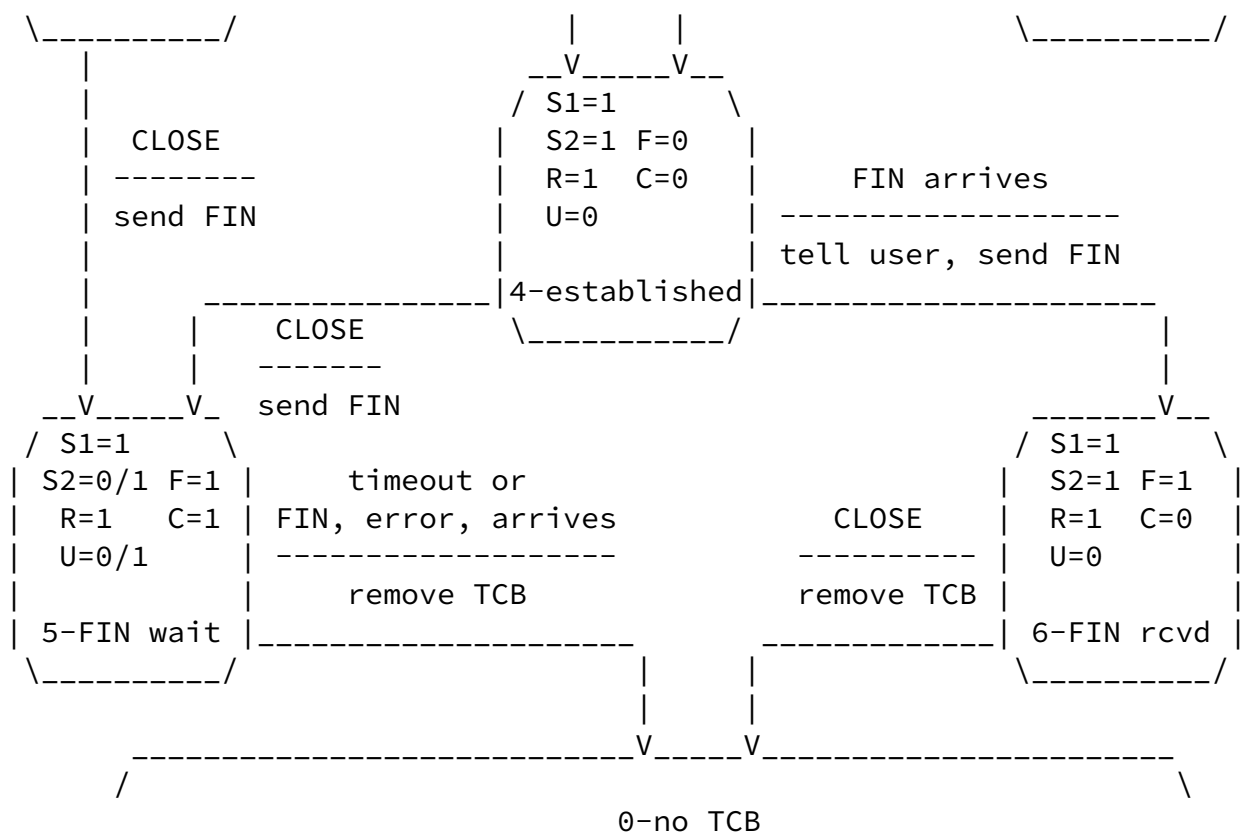 S1=1
CLOSE S2=1 F=0
R=1 C=0 FIN arrives
send FIN U=0
tell user, send FIN
4-established
CLOSE
send FIN
S1=1 S1=1
S2=0/1 F=1 timeout or S2=1 F=1
R=1 C=1 FIN, error, arrives CLOSE R=1 C=0
U=0/1 U=0
remove TCB remove TCB
5-FIN wait 6-FIN rcvd
0-no TCB